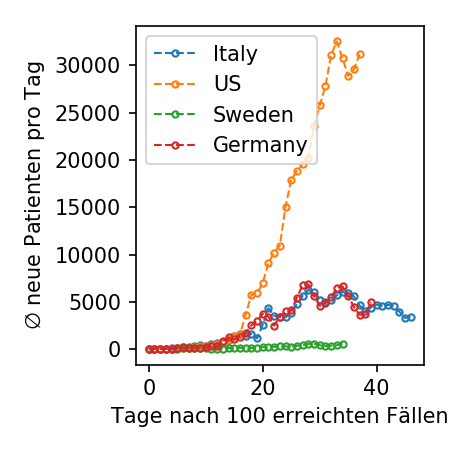 Italy
US
Sweden
Germany
∅ neue Patienten pro Tag
30000
25000
20000
15000
10000
5000
0
0 20 40
Tage nach 100 erreichten Fällen